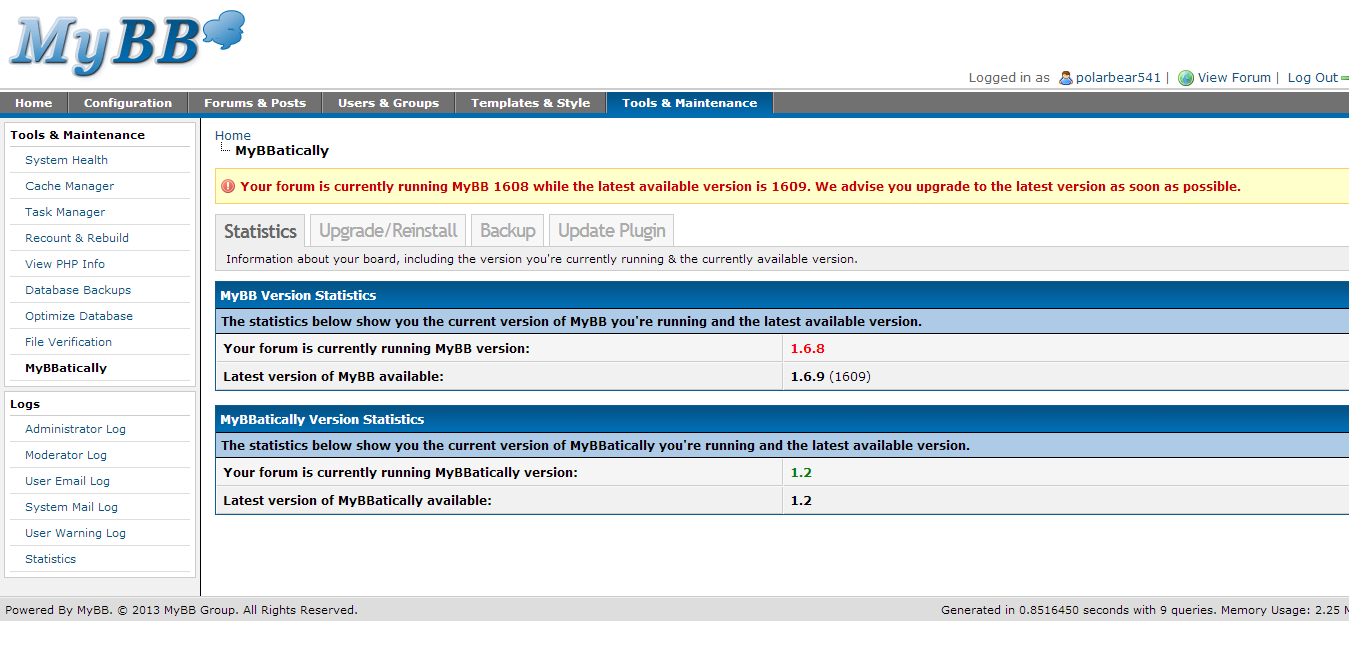 MyBB
Logged in as polarbear541 | View Forum | Log Out
Home Configuration Forums & Posts Users & Groups Templates & Style Tools & Maintenance
Tools & Maintenance
System Health
Cache Manager
Task Manager
Recount & Rebuild
View PHP Info
Database Backups
Optimize Database
File Verification
MyBBatically
Logs
Administrator Log
Moderator Log
User Email Log
System Mail Log
User Warning Log
Statistics
Home
MyBBatically
Your forum is currently running MyBB 1608 while the latest available version is 1609. We advise you upgrade to the latest version as soon as possible.
Statistics Upgrade/Reinstall Backup Update Plugin
Information about your board, including the version you're currently running & the currently available version.
MyBB Version Statistics
The statistics below show you the current version of MyBB you're running and the latest available version.
Your forum is currently running MyBB version: 1.6.8
Latest version of MyBB available: 1.6.9 (1609)
MyBBatically Version Statistics
The statistics below show you the current version of MyBBatically you're running and the latest available version.
Your forum is currently running MyBBatically version: 1.2
Latest version of MyBBatically available: 1.2
Powered By MyBB. © 2013 MyBB Group. All Rights Reserved.
Generated in 0.8516450 seconds with 9 queries. Memory Usage: 2.25